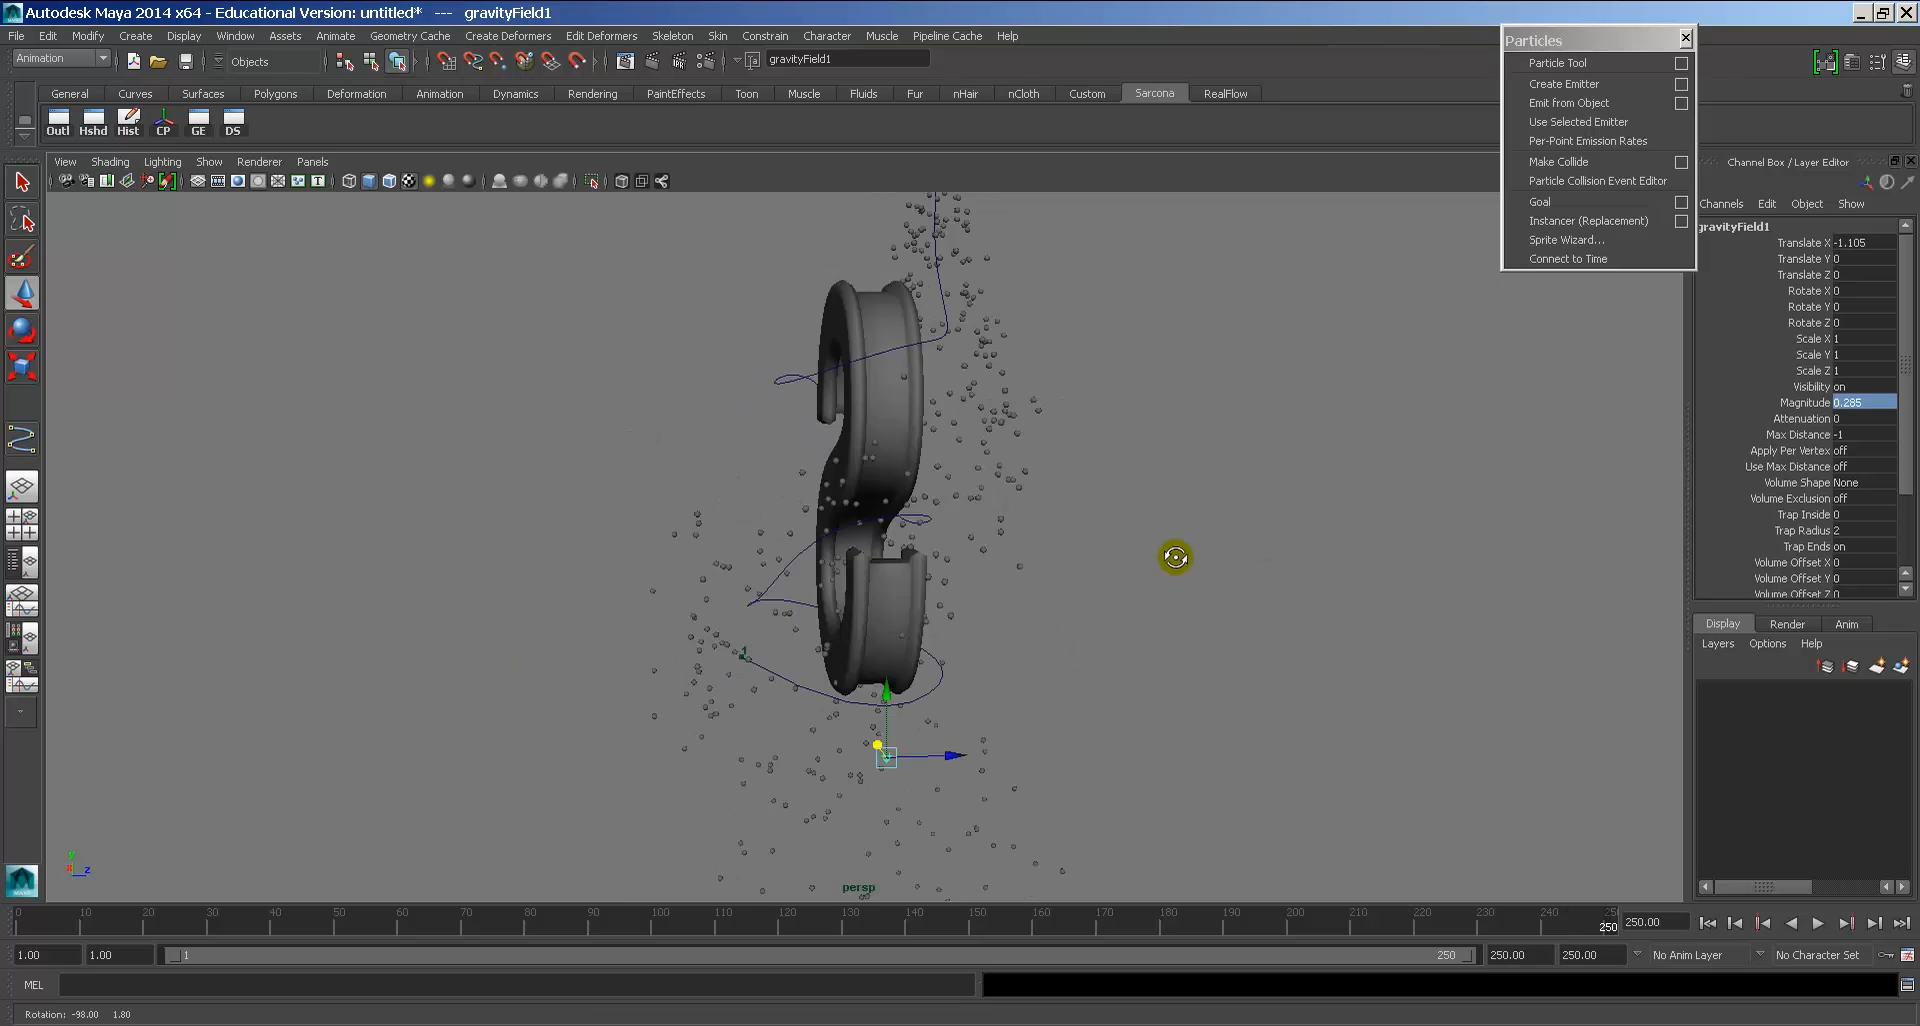 Autodesk Maya 2014 x64 - Educational Version: untitled* --- gravityField1
File Edit Modify Create Display Window Assets Animate Geometry Cache Create Deformers Edit Deformers Skeleton Skin Constrain Character Muscle Pipeline Cache Help
Animation Objects gravityField1
General Curves Surfaces Polygons Deformation Animation Dynamics Rendering PaintEffects Toon Muscle Fluids Fur nHair nCloth Custom Sarcona RealFlow
Outl Hshd Hist CP GE DS
View Shading Lighting Show Renderer Panels
Particles
Particle Tool
Create Emitter
Emit from Object
Use Selected Emitter
Per-Point Emission Rates
Make Collide
Particle Collision Event Editor
Goal
Instancer (Replacement)
Sprite Wizard...
Connect to Time
Channel Box / Layer Editor
Channels Edit Object Show
gravityField1
Translate X -1.105
Translate Y 0
Translate Z 0
Rotate X 0
Rotate Y 0
Rotate Z 0
Scale X 1
Scale Y 1
Scale Z 1
Visibility on
Magnitude 0.285
Attenuation 0
Max Distance -1
Apply Per Vertex off
Use Max Distance off
Volume Shape None
Volume Exclusion off
Trap Inside 0
Trap Radius 2
Trap Ends on
Volume Offset X 0
Volume Offset Y 0
Volume Offset Z 0
Display Render Anim
Layers Options Help
1
y
x z
persp
0 10 20 30 40 50 60 70 80 90 100 110 120 130 140 150 160 170 180 190 200 210 220 230 240 25
250 250.00
1.00 1.00 1 250 250.00 250.00 No Anim Layer No Character Set
MEL
Rotation: -98.00 1.80